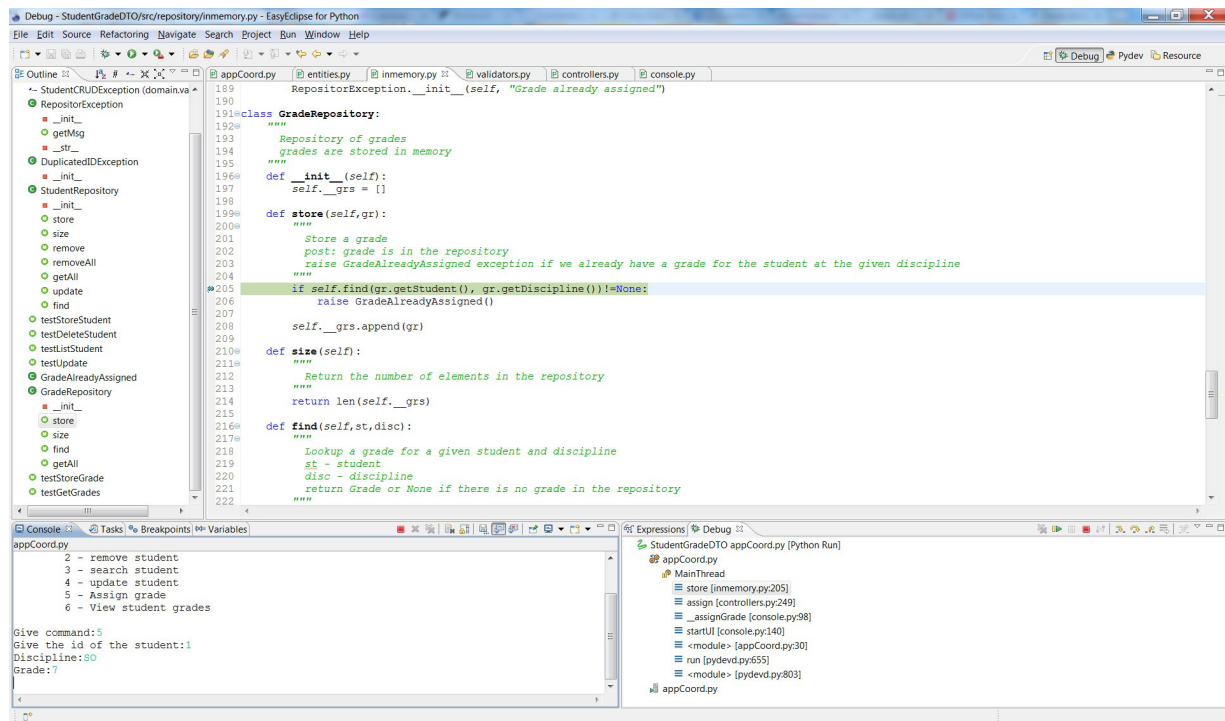 Debug - StudentGradeDTO/src/repository/inmemory.py - EasyEclipse for Python
File Edit Source Refactoring Navigate Search Project Run Window Help
Debug Pydev Resource
Outline
appCoord.py entities.py inmemory.py validators.py controllers.py console.py
StudentCRUDException (domain.va
RepositorException
__init__
getMsg
__str__
DuplicatedIDException
__init__
StudentRepository
__init__
store
size
remove
removeAll
getAll
update
find
testStoreStudent
testDeleteStudent
testListStudent
testUpdate
GradeAlreadyAssigned
GradeRepository
__init__
store
size
find
getAll
testStoreGrade
testGetGrades
189 RepositorException.__init__(self, "Grade already assigned")
190
191 class GradeRepository:
192 """
193 Repository of grades
194 grades are stored in memory
195 """
196 def __init__(self):
197 self.__grs = []
198
199 def store(self,gr):
200 """
201 Store a grade
202 post: grade is in the repository
203 raise GradeAlreadyAssigned exception if we already have a grade for the student at the given discipline
204 """
205 if self.find(gr.getStudent(), gr.getDiscipline())!=None:
206 raise GradeAlreadyAssigned()
207
208 self.__grs.append(gr)
209
210 def size(self):
211 """
212 Return the number of elements in the repository
213 """
214 return len(self.__grs)
215
216 def find(self,st,disc):
217 """
218 Lookup a grade for a given student and discipline
219 st - student
220 disc - discipline
221 return Grade or None if there is no grade in the repository
222 """
Console Tasks Breakpoints Variables
appCoord.py
2 - remove student
3 - search student
4 - update student
5 - Assign grade
6 - View student grades
Give command:5
Give the id of the student:1
Discipline:SO
Grade:7
Expressions Debug
StudentGradeDTO appCoord.py [Python Run]
appCoord.py
MainThread
store [inmemory.py:205]
assign [controllers.py:249]
__assignGrade [console.py:98]
startUI [console.py:140]
<module> [appCoord.py:30]
run [pydevd.py:655]
<module> [pydevd.py:803]
appCoord.py